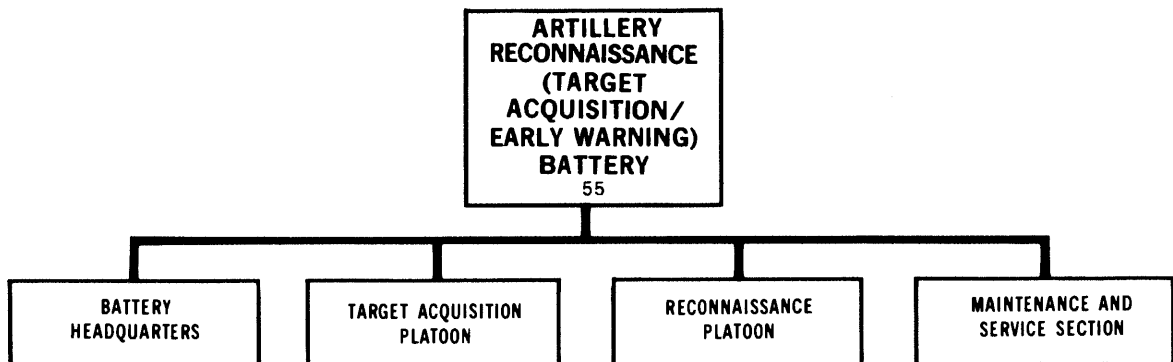 ARTILLERY
RECONNAISSANCE
(TARGET
ACQUISITION/
EARLY WARNING)
BATTERY
55
BATTERY
HEADQUARTERS
TARGET ACQUISITION
PLATOON
RECONNAISSANCE
PLATOON
MAINTENANCE AND
SERVICE SECTION